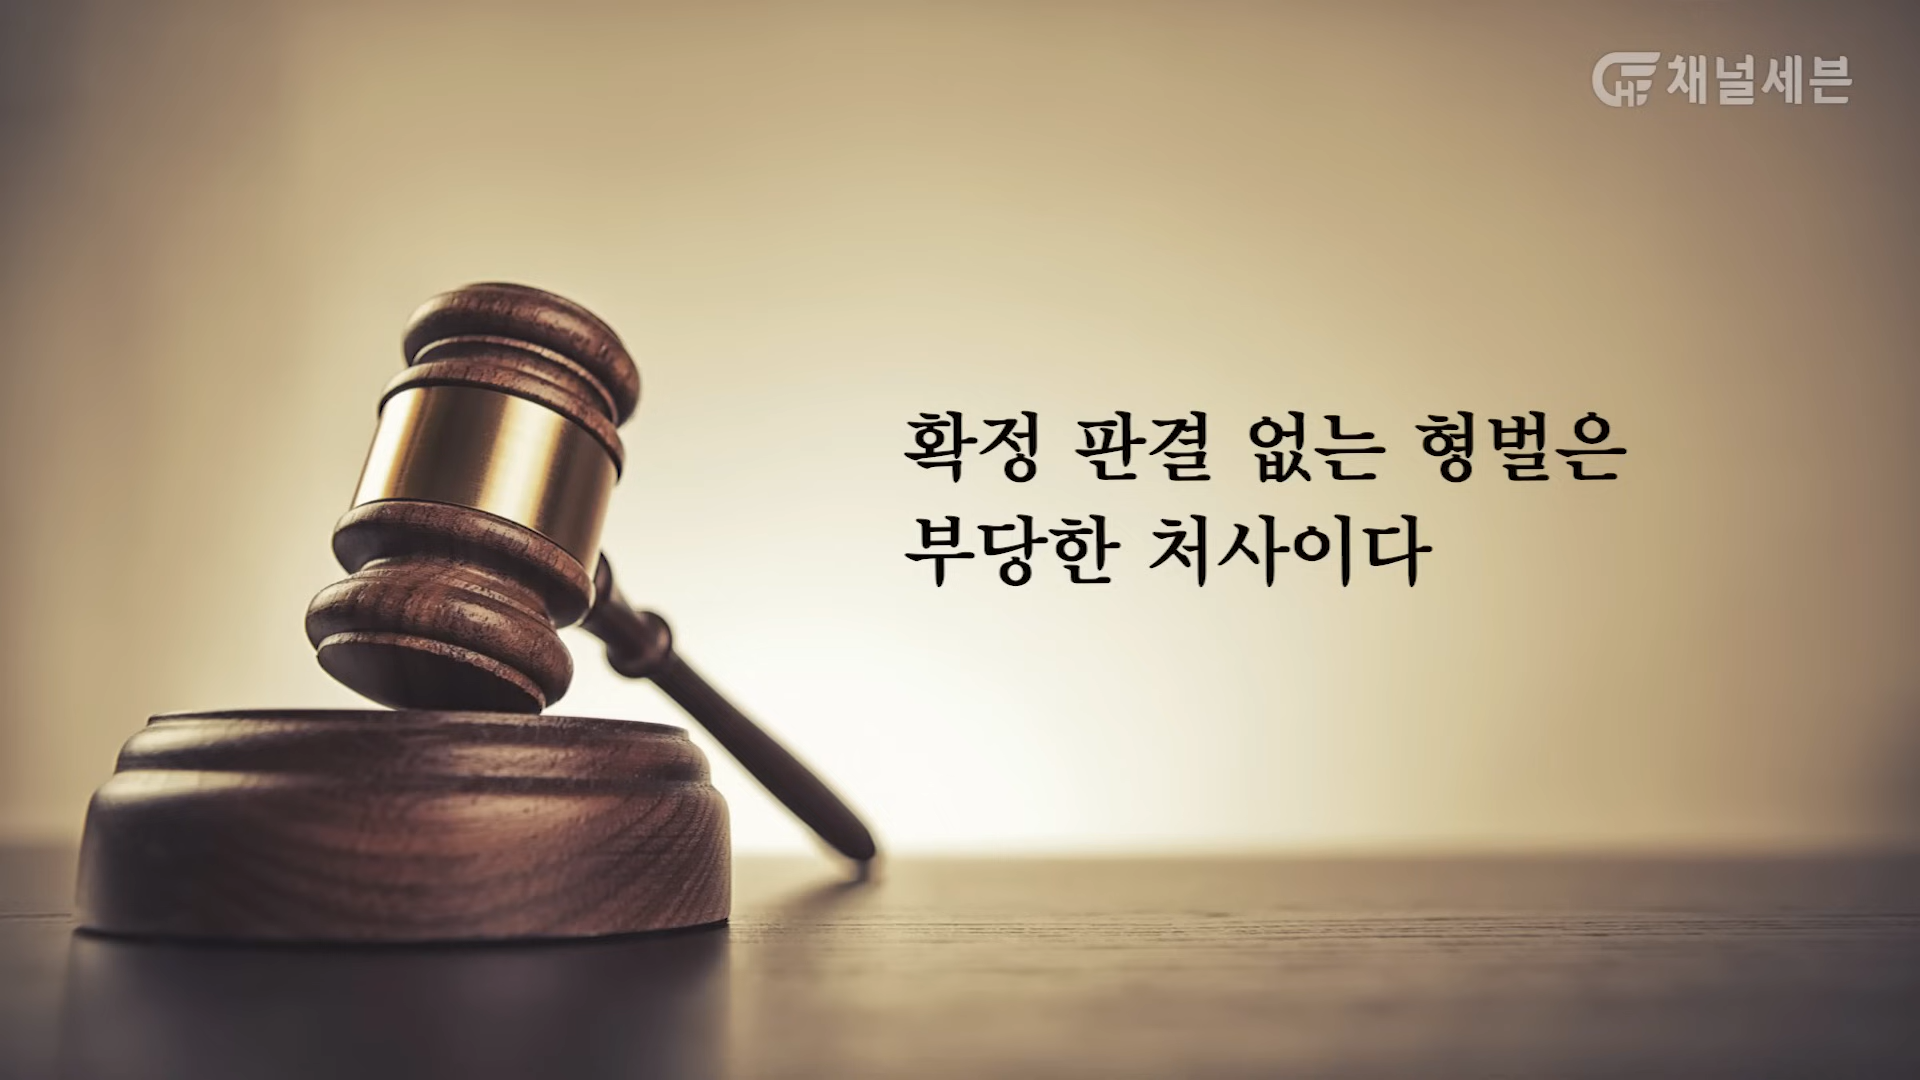 채널세븐
확정 판결 없는 형벌은
부당한 처사이다